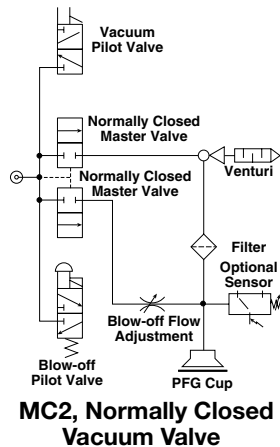 Vacuum
Pilot Valve
Normally Closed
Master Valve
Normally Closed
Master Valve
Venturi
Filter
Optional
Sensor
Blow-off Flow
Adjustment
Blow-off
Pilot Valve
PFG Cup
MC2, Normally Closed
Vacuum Valve